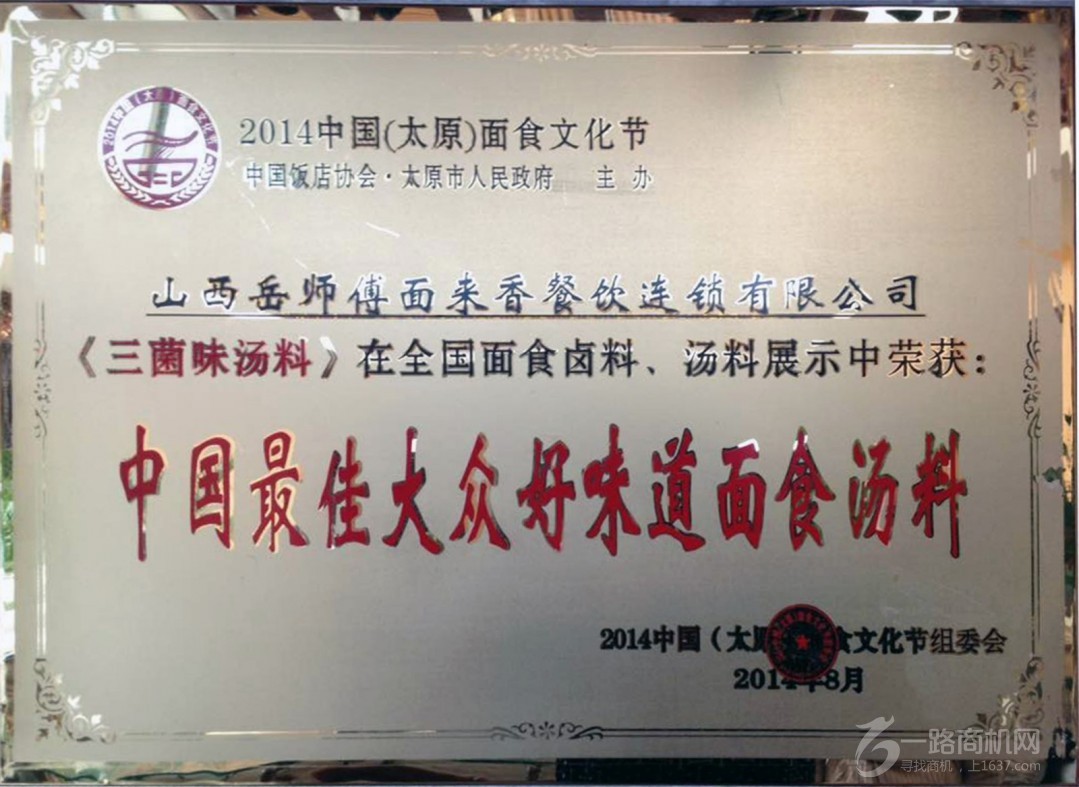 2014中国(太原)面食文化节
中国饭店协会·太原市人民政府 主 办
山西岳师傅面来香餐饮连锁有限公司
《三菌味汤料》在全国面食卤料、汤料展示中荣获：
中国最佳大众好味道面食汤料
2014中国（太原 食文化节组委会
2014年8月
一路商机网
寻找商机，上1637.com